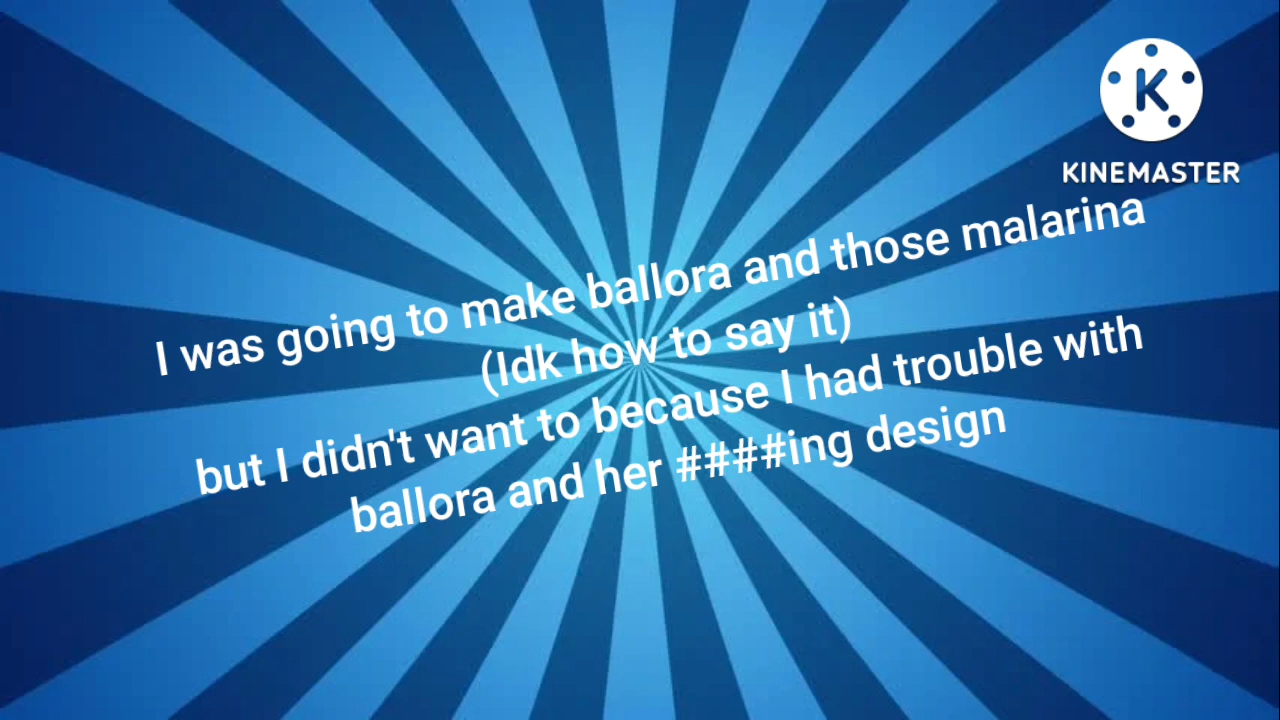 KINEMASTER
I was going to make ballora and those malarina
(Idk how to say it)
but I didn't want to because I had trouble with
ballora and her ####ing design